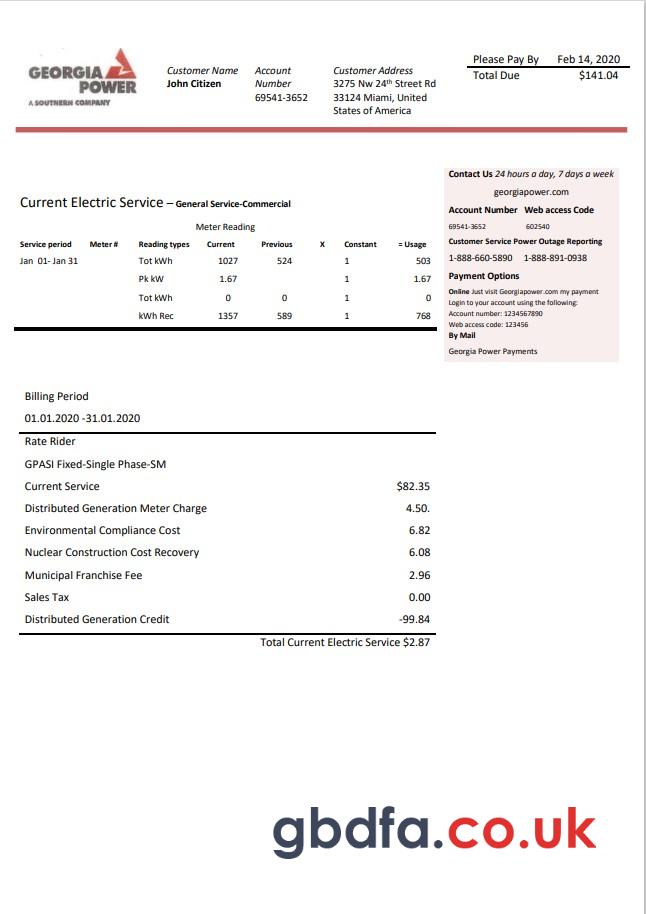 GEORGIA
POWER
A SOUTHERN COMPANY
Customer Name
John Citizen
Account
Number
69541-3652
Customer Address
3275 Nw 24th Street Rd
33124 Miami, United
States of America
Please Pay By Feb 14, 2020
Total Due $141.04
Contact Us 24 hours a day, 7 days a week
georgiapower.com
Account Number Web access Code
69541-3652 602540
Customer Service Power Outage Reporting
1-888-660-5890 1-888-891-0938
Payment Options
Online Just visit Georgiapower.com my payment
Login to your account using the following:
Account number: 1234567890
Web access code: 123456
By Mail
Georgia Power Payments
Current Electric Service – General Service-Commercial
Meter Reading
Service period Meter # Reading types Current Previous X Constant = Usage
Jan 01- Jan 31 Tot kWh 1027 524 1 503
Pk kW 1.67 1 1.67
Tot kWh 0 0 1 0
kWh Rec 1357 589 1 768
Billing Period
01.01.2020 -31.01.2020
Rate Rider
GPASI Fixed-Single Phase-SM
Current Service $82.35
Distributed Generation Meter Charge 4.50.
Environmental Compliance Cost 6.82
Nuclear Construction Cost Recovery 6.08
Municipal Franchise Fee 2.96
Sales Tax 0.00
Distributed Generation Credit -99.84
Total Current Electric Service $2.87
gbdfa.co.uk